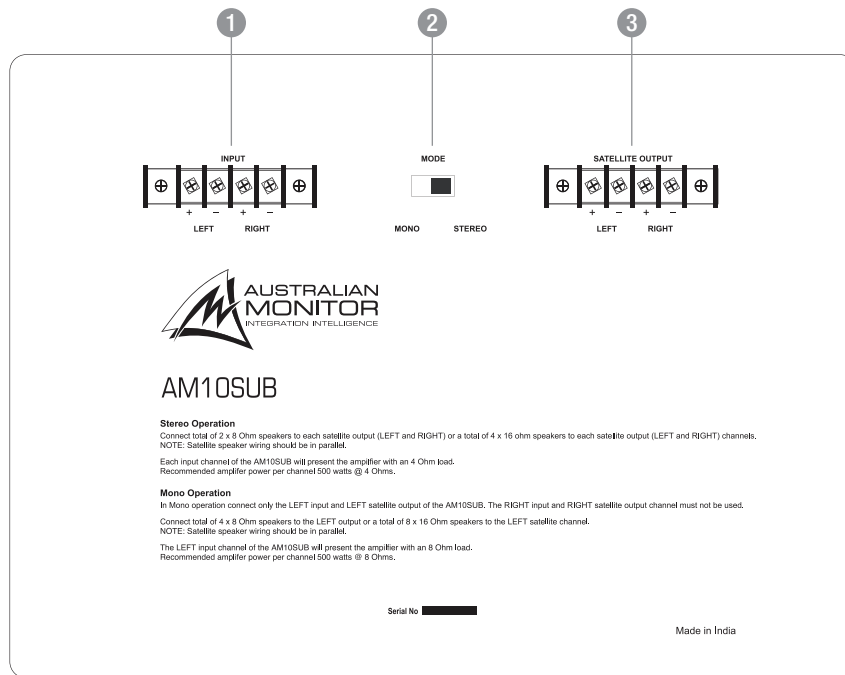 1 2 3
INPUT MODE SATELLITE OUTPUT
+ − + − + − + −
LEFT RIGHT MONO STEREO LEFT RIGHT
AUSTRALIAN
MONITOR
INTEGRATION INTELLIGENCE
AM10SUB
Stereo Operation
Connect total of 2 x 8 Ohm speakers to each satellite output (LEFT and RIGHT) or a total of 4 x 16 ohm speakers to each satellite output (LEFT and RIGHT) channels.
NOTE: Satellite speaker wiring should be in parallel.
Each input channel of the AM10SUB will present the amplifier with an 4 Ohm load.
Recommended amplifer power per channel 500 watts @ 4 Ohms.
Mono Operation
In Mono operation connect only the LEFT input and LEFT satellite output of the AM10SUB. The RIGHT input and RIGHT satellite output channel must not be used.
Connect total of 4 x 8 Ohm speakers to the LEFT output or a total of 8 x 16 Ohm speakers to the LEFT satellite channel.
NOTE: Satellite speaker wiring should be in parallel.
The LEFT input channel of the AM10SUB will present the ampifier with an 8 Ohm load.
Recommended amplifer power per channel 500 watts @ 8 Ohms.
Serial No
Made in India